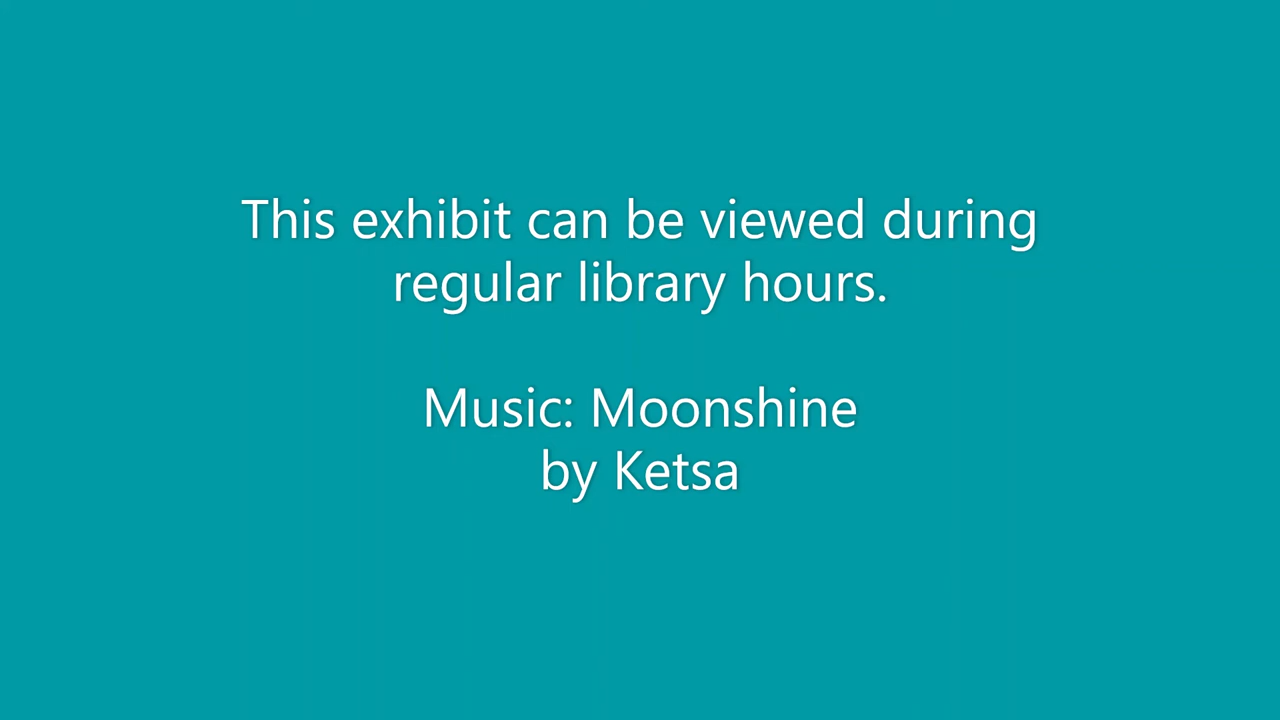 This exhibit can be viewed during
regular library hours.
Music: Moonshine
by Ketsa